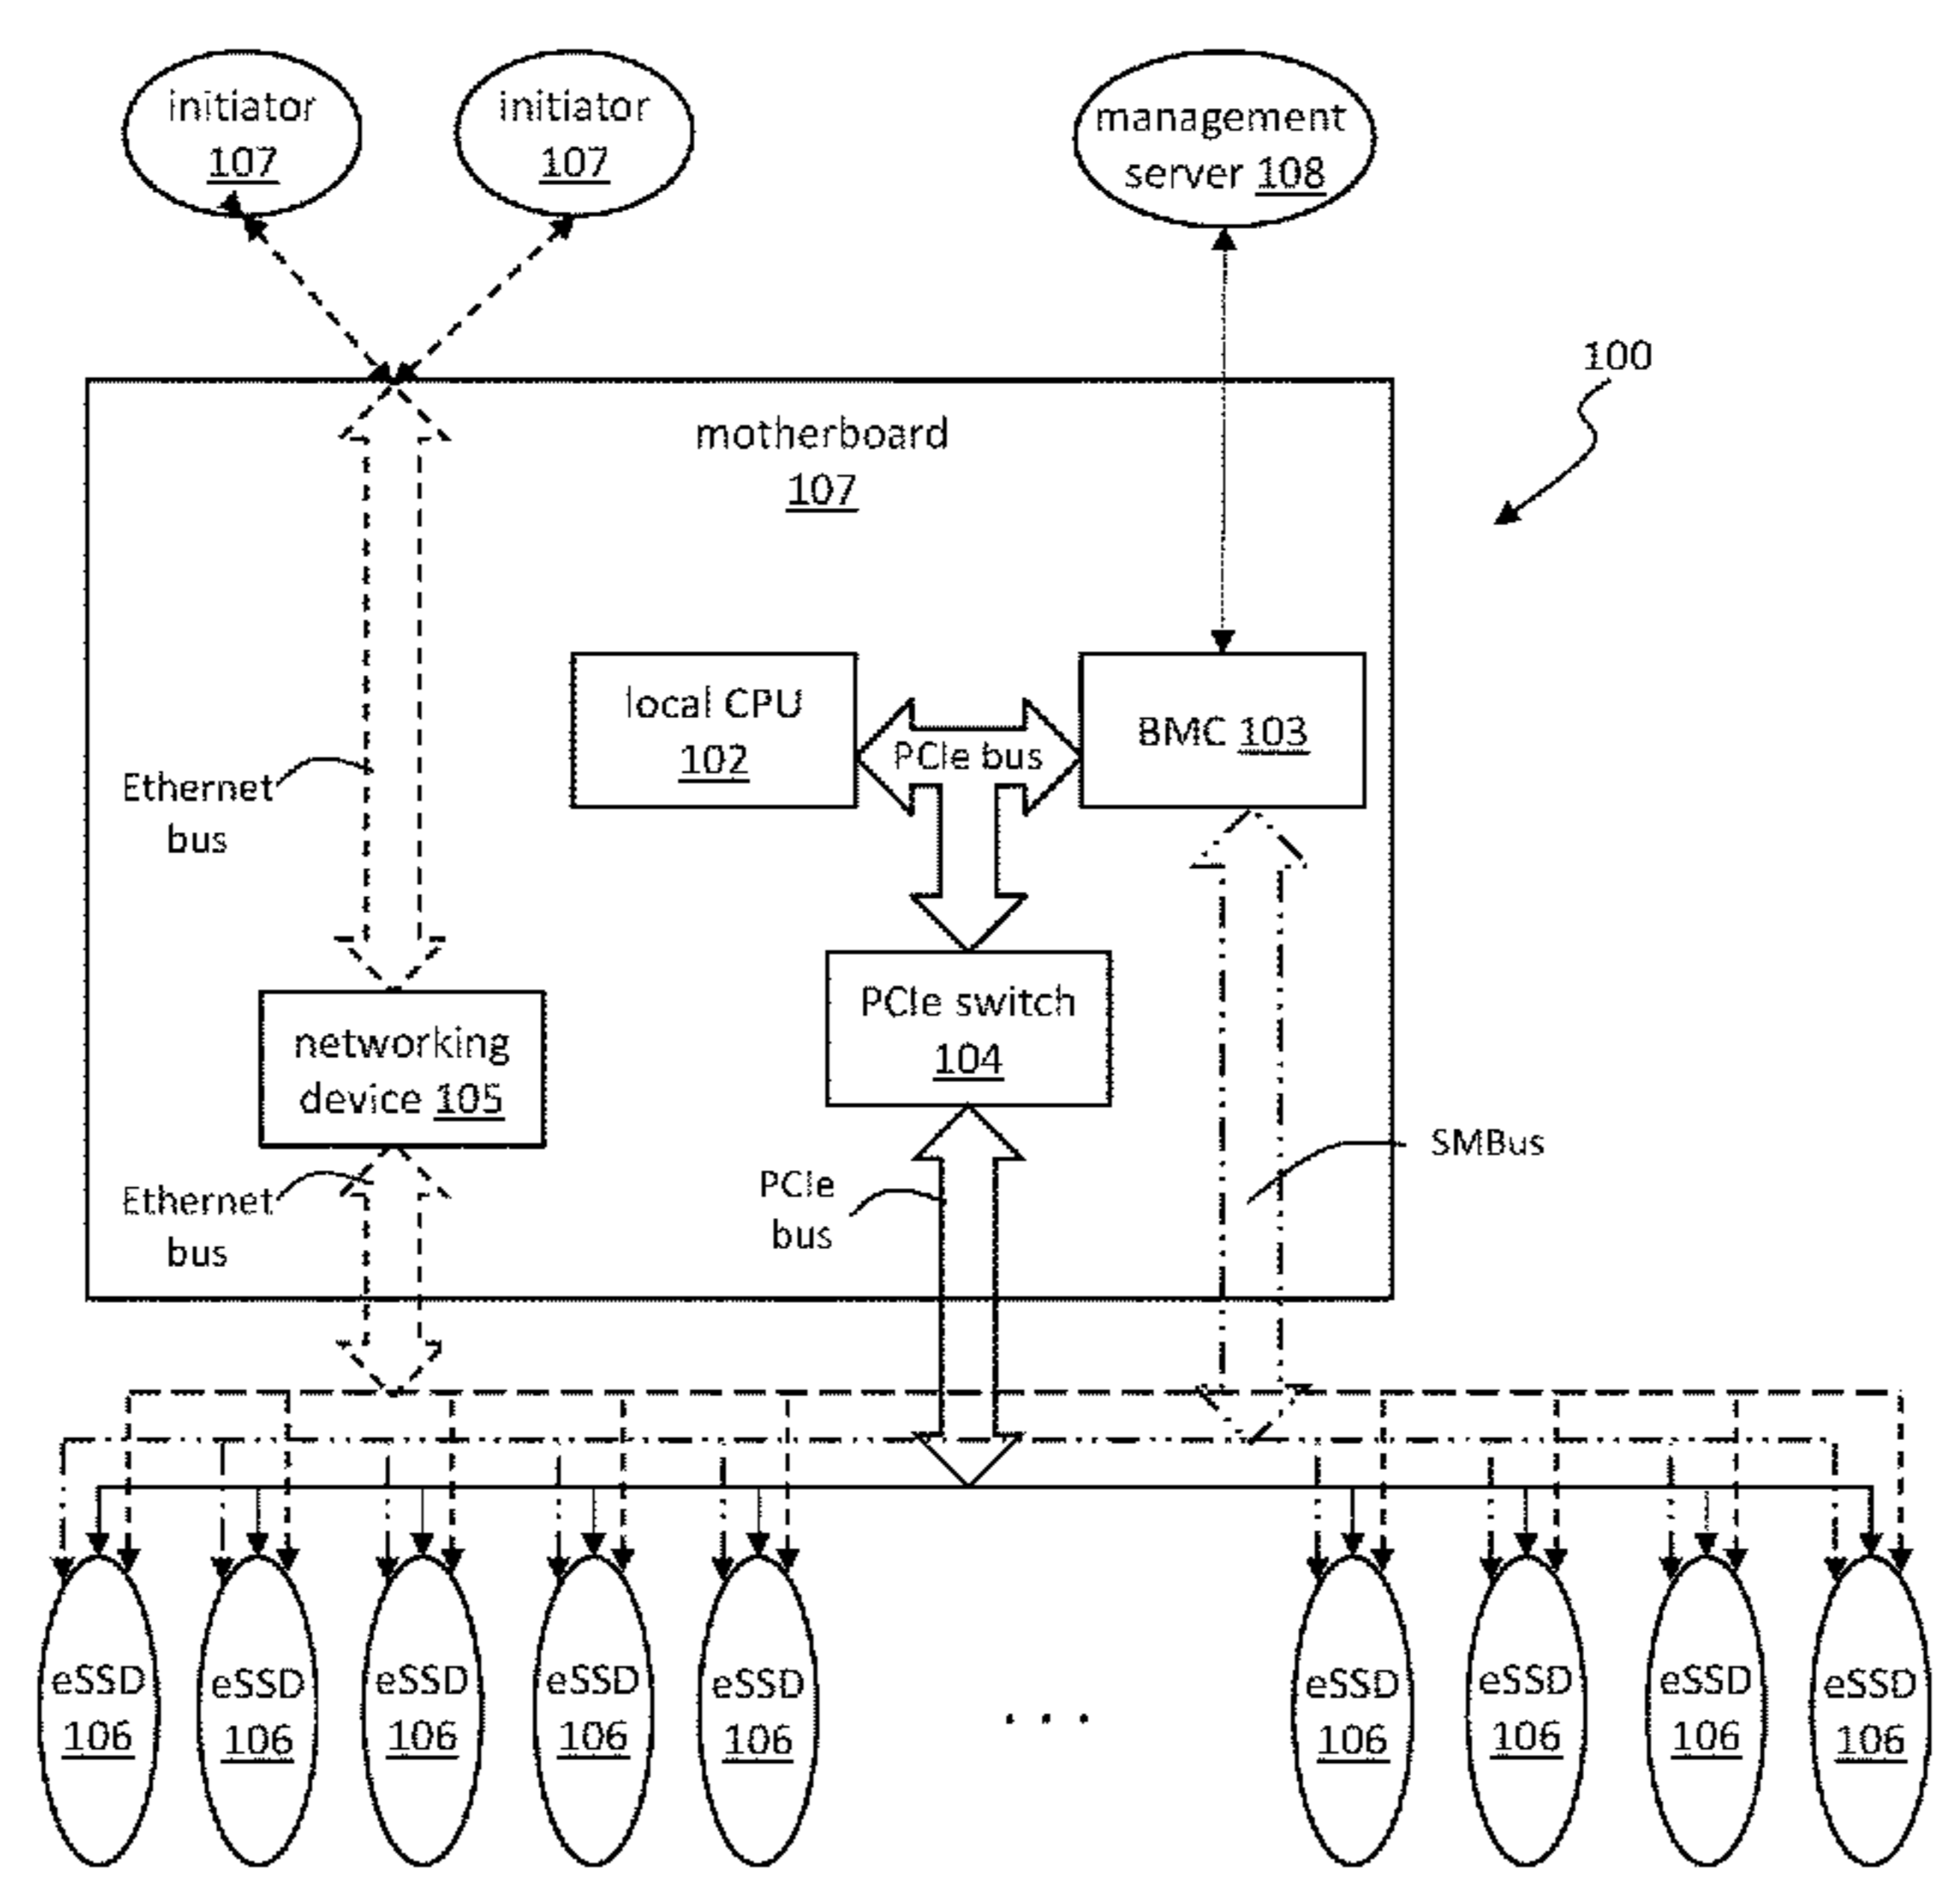 initiator
107
initiator
107
management
server 108
100
motherboard
107
local CPU
102
PCIe bus
BMC 103
Ethernet
bus
PCIe switch
104
networking
device 105
SMBus
PCIe
bus
Ethernet
bus
eSSD
106
eSSD
106
eSSD
106
eSSD
106
eSSD
106
. . .
eSSD
106
eSSD
106
eSSD
106
eSSD
106